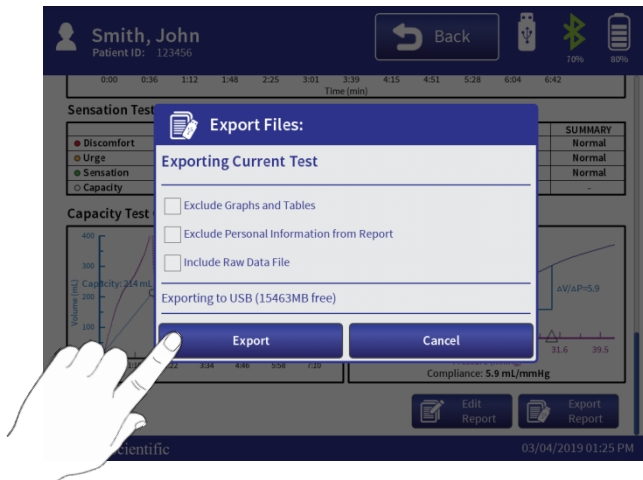 Smith, John
Patient ID: 123456
Back
70%
80%
0:00 0:36 1:12 1:48 2:25 3:01 3:39 4:15 4:51 5:28 6:04 6:42
Time (min)
Sensation Test
SUMMARY
Discomfort Normal
Urge Normal
Sensation Normal
Capacity -
Export Files:
Exporting Current Test
Exclude Graphs and Tables
Exclude Personal Information from Report
Include Raw Data File
Exporting to USB (15463MB free)
Export Cancel
Capacity Test
400
300
200
100
Volume (mL)
Capacity: 214 mL
3:34 4:46 5:58 7:10
ΔV/ΔP=5.9
31.6 39.5
Compliance: 5.9 mL/mmHg
Edit Report
Export Report
03/04/2019 01:25 PM